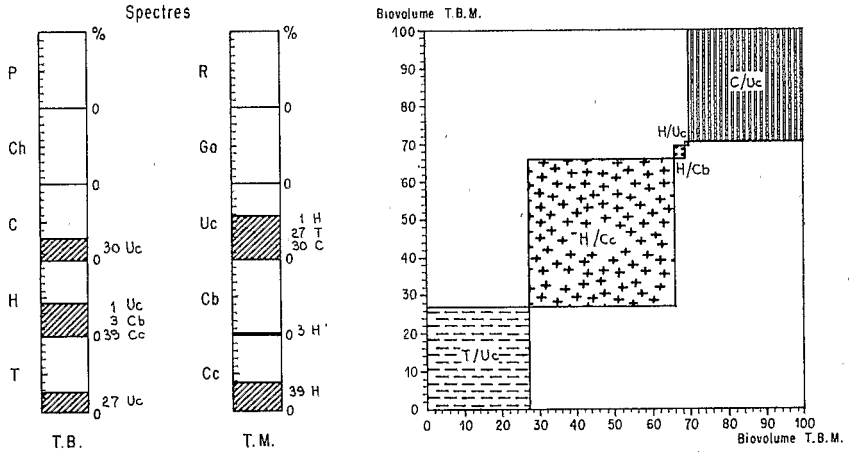 Spectres
%
P
0
Ch
0
C
30 Uc
0
H
1 Uc
3 Cb
0 39 Cc
T
27 Uc
0
T.B.
%
R
0
Ga
0
Uc
1 H
27 T
30 C
0
Cb
0 3 H'
Cc
39 H
0
T.M.
Biovolume T.B.M.
100
90
80
70
60
50
40
30
20
10
0
C/Uc
H/Uc
H/Cb
H/Cc
T/Uc
0 10 20 30 40 50 60 70 80 90 100
Biovolume T.B.M.